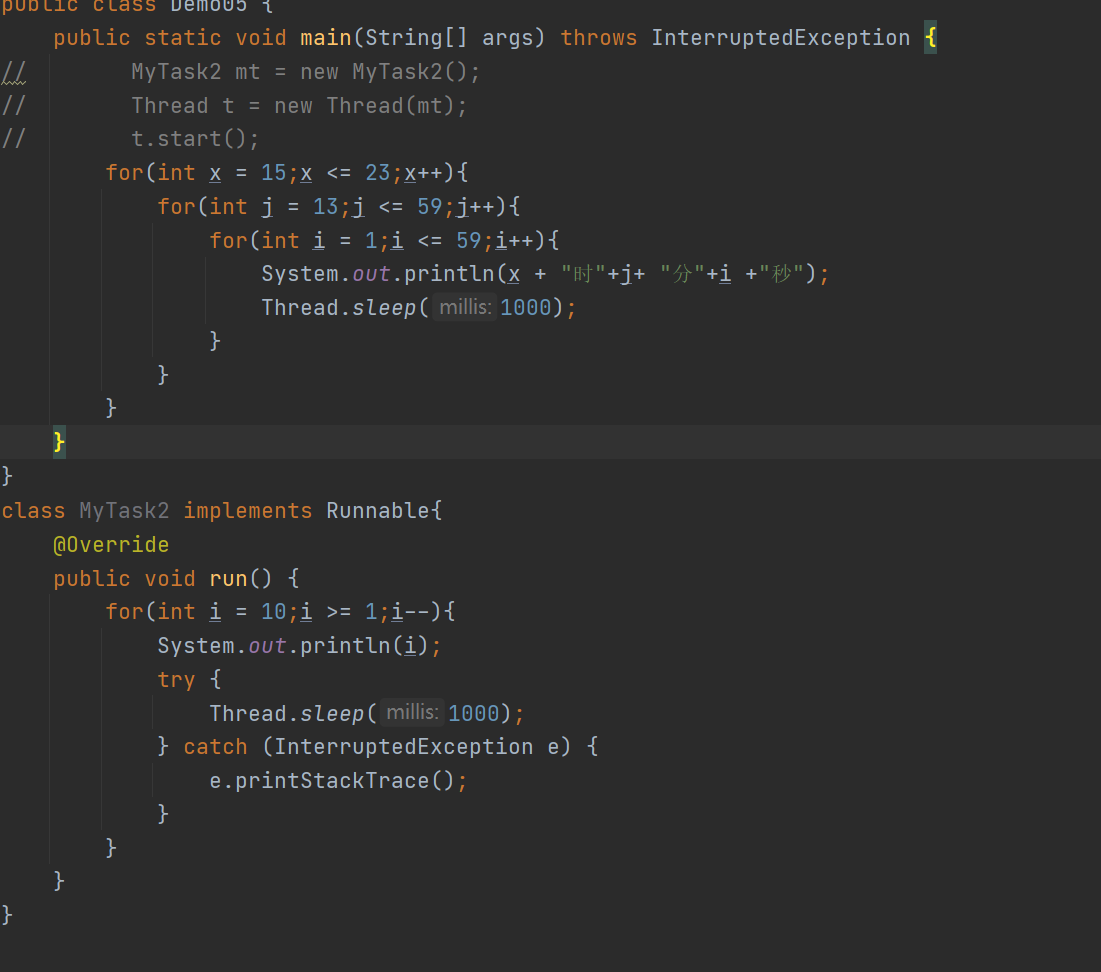 public class Demo05 {
    public static void main(String[] args) throws InterruptedException {
//        MyTask2 mt = new MyTask2();
//        Thread t = new Thread(mt);
//        t.start();
        for(int x = 15;x <= 23;x++){
            for(int j = 13;j <= 59;j++){
                for(int i = 1;i <= 59;i++){
                    System.out.println(x + "时"+j+ "分"+i +"秒");
                    Thread.sleep( millis: 1000);
                }
            }
        }
    }
}
class MyTask2 implements Runnable{
    @Override
    public void run() {
        for(int i = 10;i >= 1;i--){
            System.out.println(i);
            try {
                Thread.sleep( millis: 1000);
            } catch (InterruptedException e) {
                e.printStackTrace();
            }
        }
    }
}